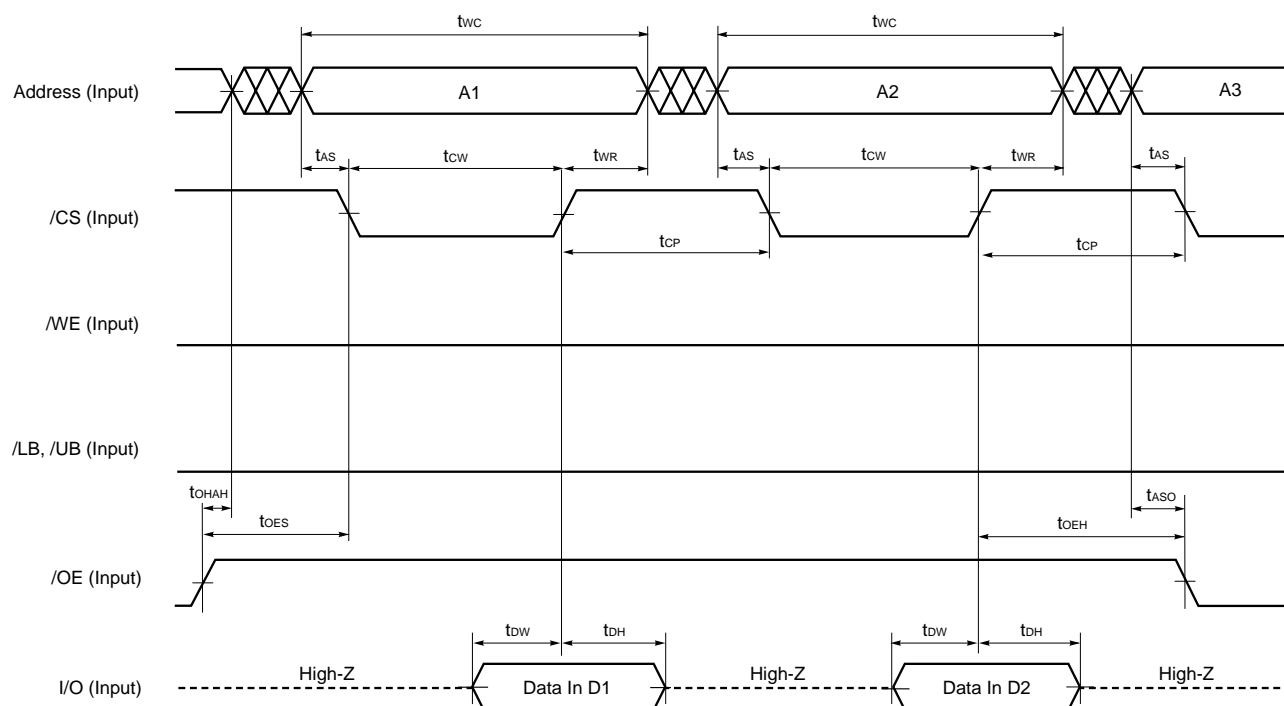 tWC tWC
Address (Input) A1 A2 A3
tAS tCW tWR tAS tCW tWR tAS
/CS (Input)
tCP tCP
/WE (Input)
/LB, /UB (Input)
tOHAH tASO
tOES tOEH
/OE (Input)
tDW tDH tDW tDH
I/O (Input) High-Z Data In D1 High-Z Data In D2 High-Z